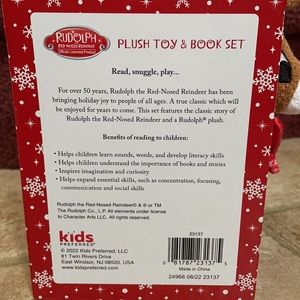 RUDOLPH
THE RED-NOSED REINDEER
Official Licensed Product
PLUSH TOY & BOOK SET
Read, snuggle, play...
For over 50 years, Rudolph the Red-Nosed Reindeer has
been bringing holiday joy to people of all ages. A true classic which
will be enjoyed for years to come. This set features the classic story of
Rudolph the Red-Nosed Reindeer and a Rudolph plush.
Benefits of reading to children:
• Helps children learn sounds, words, and develop literacy skills
• Helps children understand the importance of books and stories
• Inspires imagination and curiosity
• Helps expand essential skills, such as concentration, focusing,
communication and social skills
Rudolph the Red-Nosed Reindeer® & ® or TM
The Rudolph Co., L.P. All elements under license
to Character Arts LLC. All rights reserved.
kids
PREFERRED
© 2022 Kids Preferred, LLC
81 Twin Rivers Drive
East Windsor, NJ 08520, USA
www.kidspreferred.com
23137
0 81787 23137 5
Made in China
24968 08/22 23BA